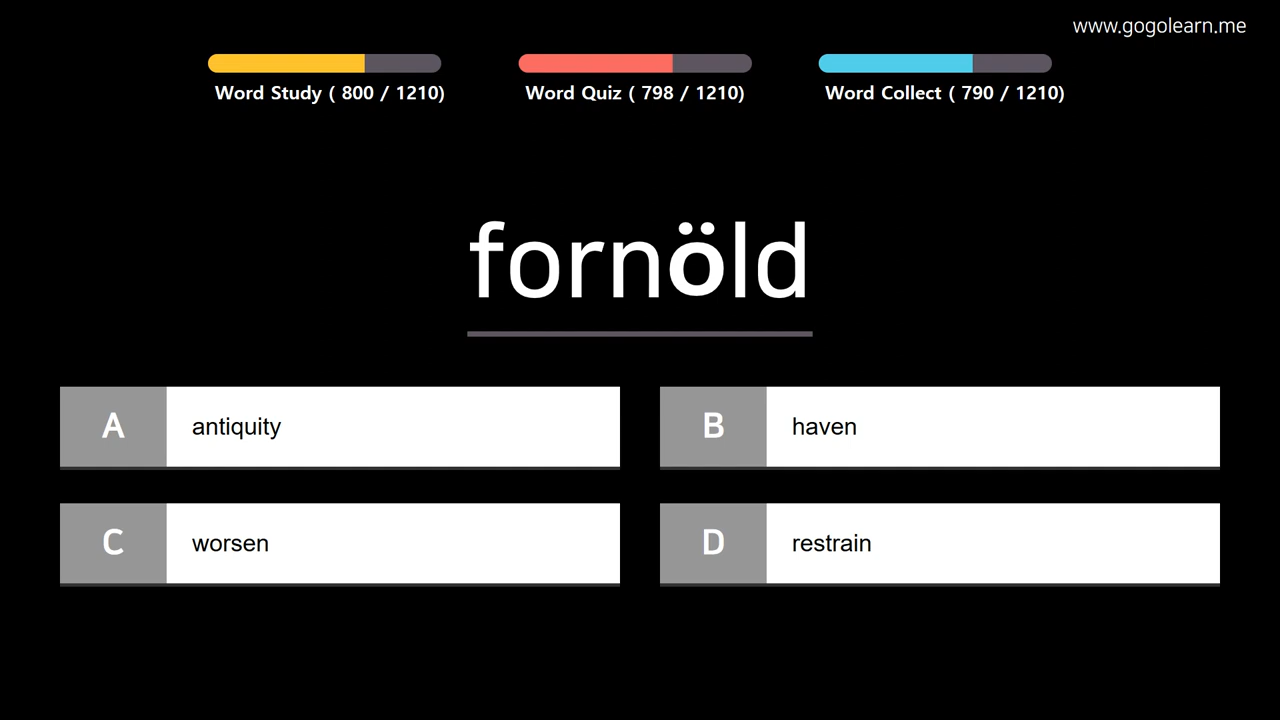 www.gogolearn.me
Word Study ( 800 / 1210)
Word Quiz ( 798 / 1210)
Word Collect ( 790 / 1210)
fornöld
A antiquity
B haven
C worsen
D restrain